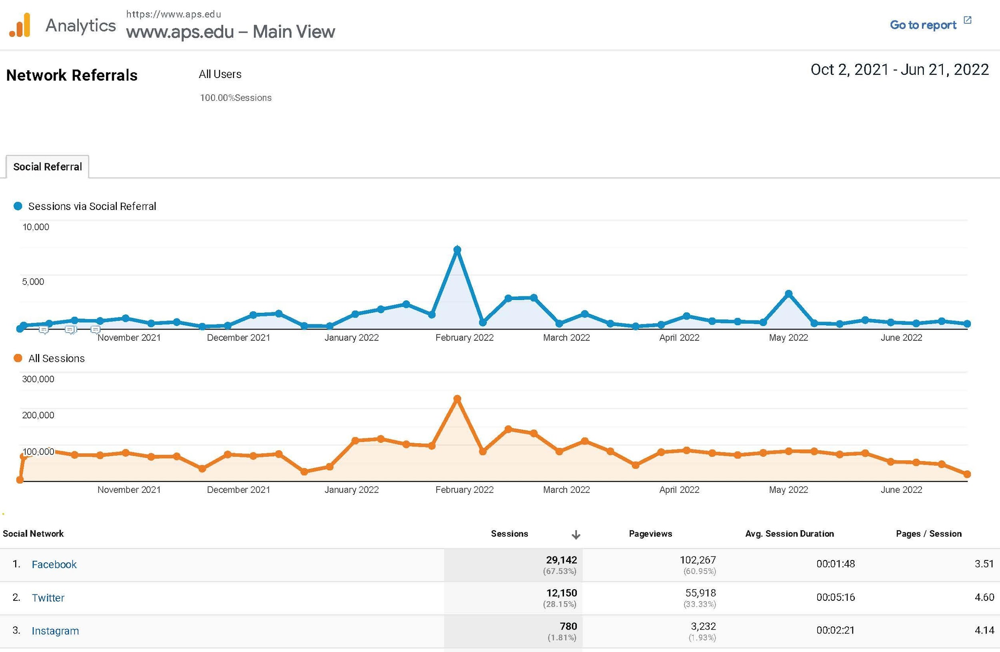 Analytics
https://www.aps.edu
www.aps.edu – Main View
Go to report
Network Referrals
All Users
100.00%Sessions
Oct 2, 2021 - Jun 21, 2022
Social Referral
Sessions via Social Referral
10,000
5,000
November 2021 December 2021 January 2022 February 2022 March 2022 April 2022 May 2022 June 2022
All Sessions
300,000
200,000
100,000
November 2021 December 2021 January 2022 February 2022 March 2022 April 2022 May 2022 June 2022
Social Network Sessions Pageviews Avg. Session Duration Pages / Session
1. Facebook 29,142 102,267 00:01:48 3.51
(67.53%) (60.95%)
2. Twitter 12,150 55,918 00:05:16 4.60
(28.15%) (33.33%)
3. Instagram 780 3,232 00:02:21 4.14
(1.81%) (1.93%)